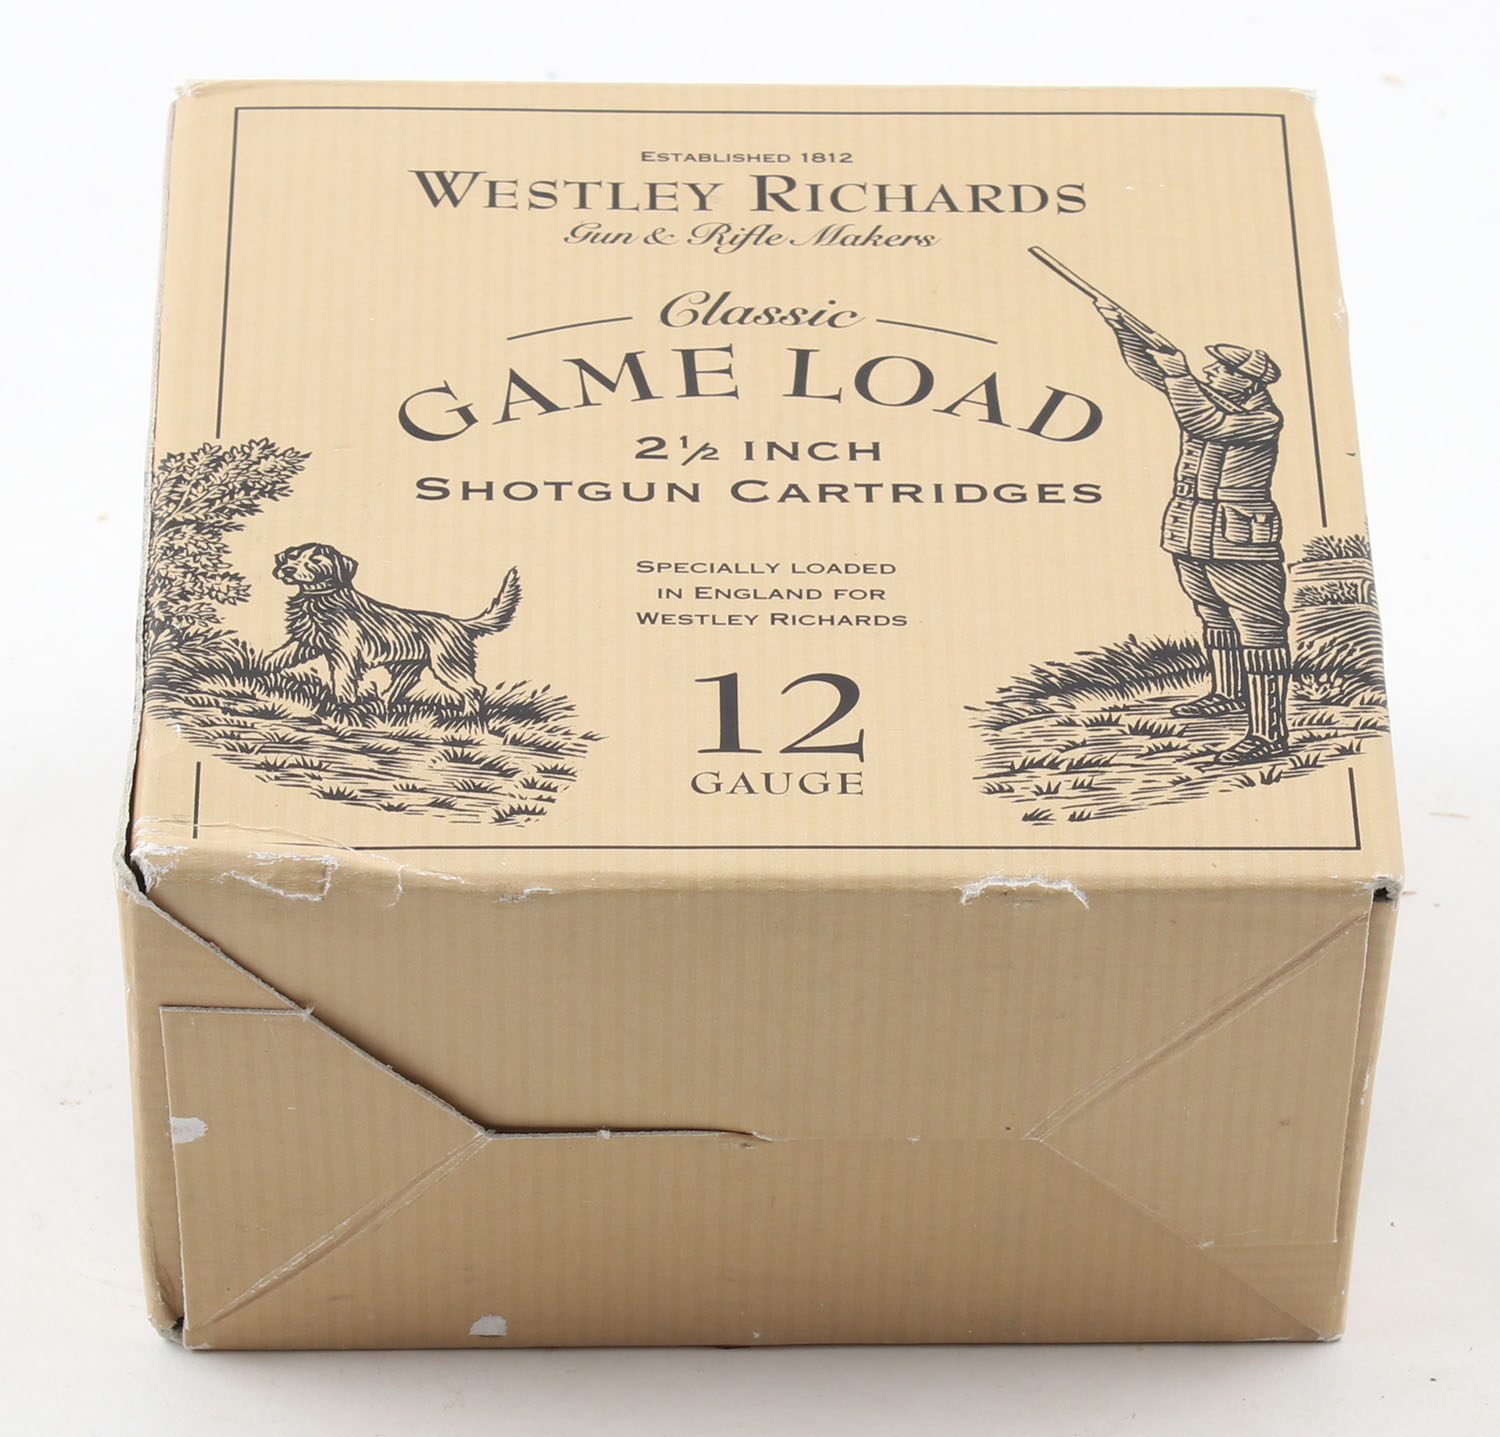 ESTABLISHED 1812
WESTLEY RICHARDS
Gun & Rifle Makers
Classic
GAME LOAD
2½ INCH
SHOTGUN CARTRIDGES
SPECIALLY LOADED
IN ENGLAND FOR
WESTLEY RICHARDS
12
GAUGE